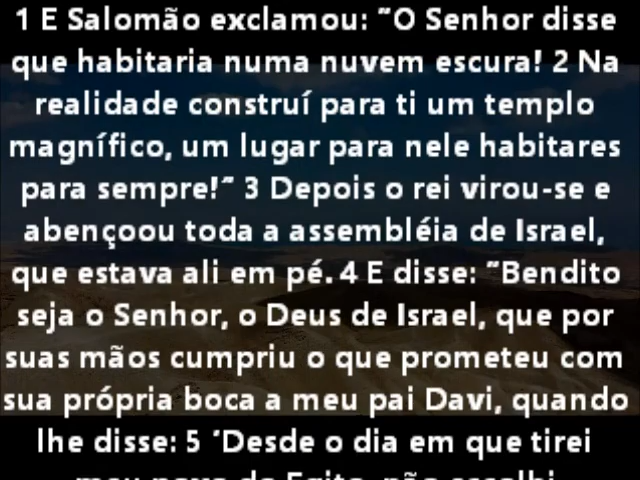 1 E Salomão exclamou: "O Senhor disse
que habitaria numa nuvem escura! 2 Na
realidade construí para ti um templo
magnífico, um lugar para nele habitares
para sempre!" 3 Depois o rei virou-se e
abençoou toda a assembléia de Israel,
que estava ali em pé. 4 E disse: "Bendito
seja o Senhor, o Deus de Israel, que por
suas mãos cumpriu o que prometeu com
sua própria boca a meu pai Davi, quando
lhe disse: 5 'Desde o dia em que tirei
meu povo do Egito, não escolhi